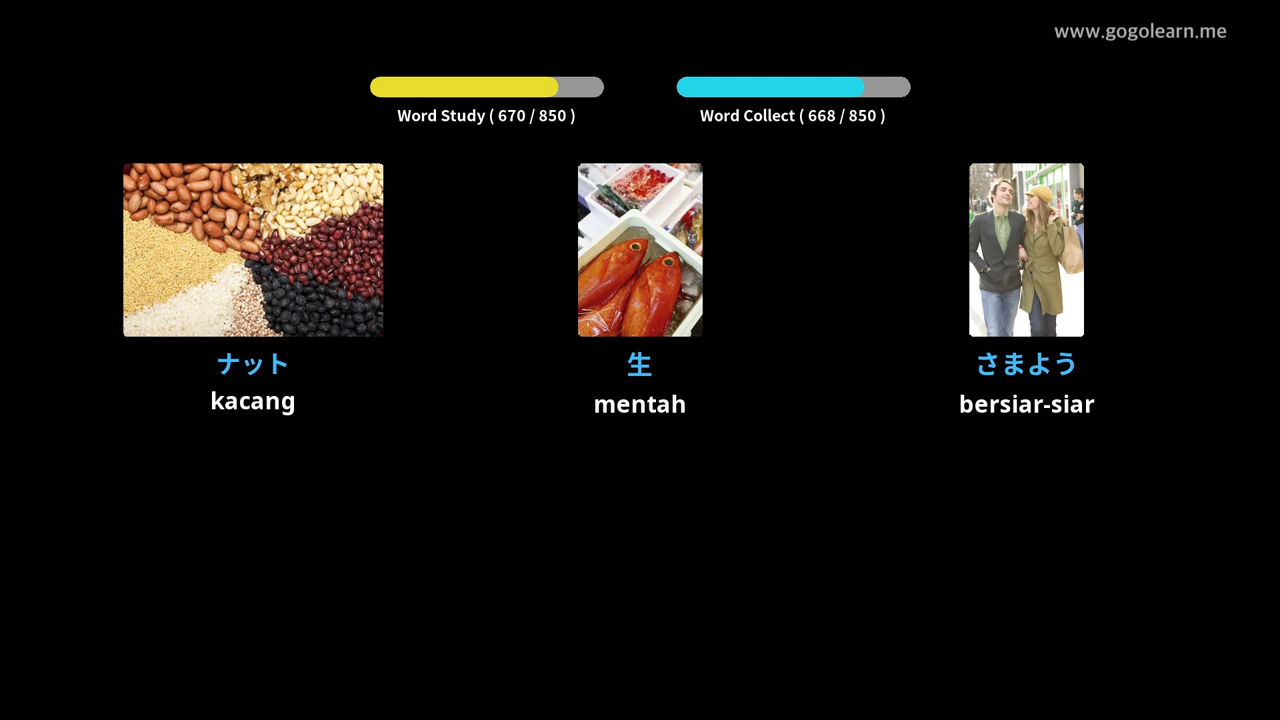 www.gogolearn.me
Word Study ( 670 / 850 )
Word Collect ( 668 / 850 )
ナット
kacang
生
mentah
さまよう
bersiar-siar